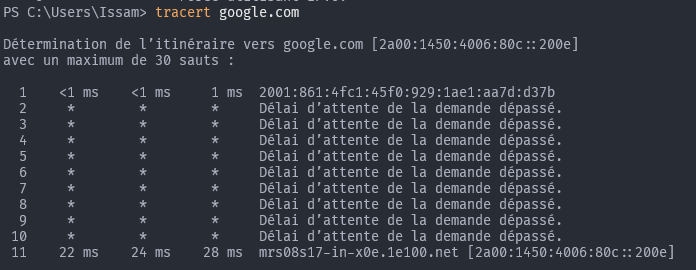 PS C:\Users\Issam> tracert google.com
Détermination de l'itinéraire vers google.com [2a00:1450:4006:80c::200e]
avec un maximum de 30 sauts :
1 <1 ms <1 ms 1 ms 2001:861:4fc1:45f0:929:1ae1:aa7d:d37b
2 * * * Délai d'attente de la demande dépassé.
3 * * * Délai d'attente de la demande dépassé.
4 * * * Délai d'attente de la demande dépassé.
5 * * * Délai d'attente de la demande dépassé.
6 * * * Délai d'attente de la demande dépassé.
7 * * * Délai d'attente de la demande dépassé.
8 * * * Délai d'attente de la demande dépassé.
9 * * * Délai d'attente de la demande dépassé.
10 * * * Délai d'attente de la demande dépassé.
11 22 ms 24 ms 28 ms mrs08s17-in-x0e.1e100.net [2a00:1450:4006:80c::200e]